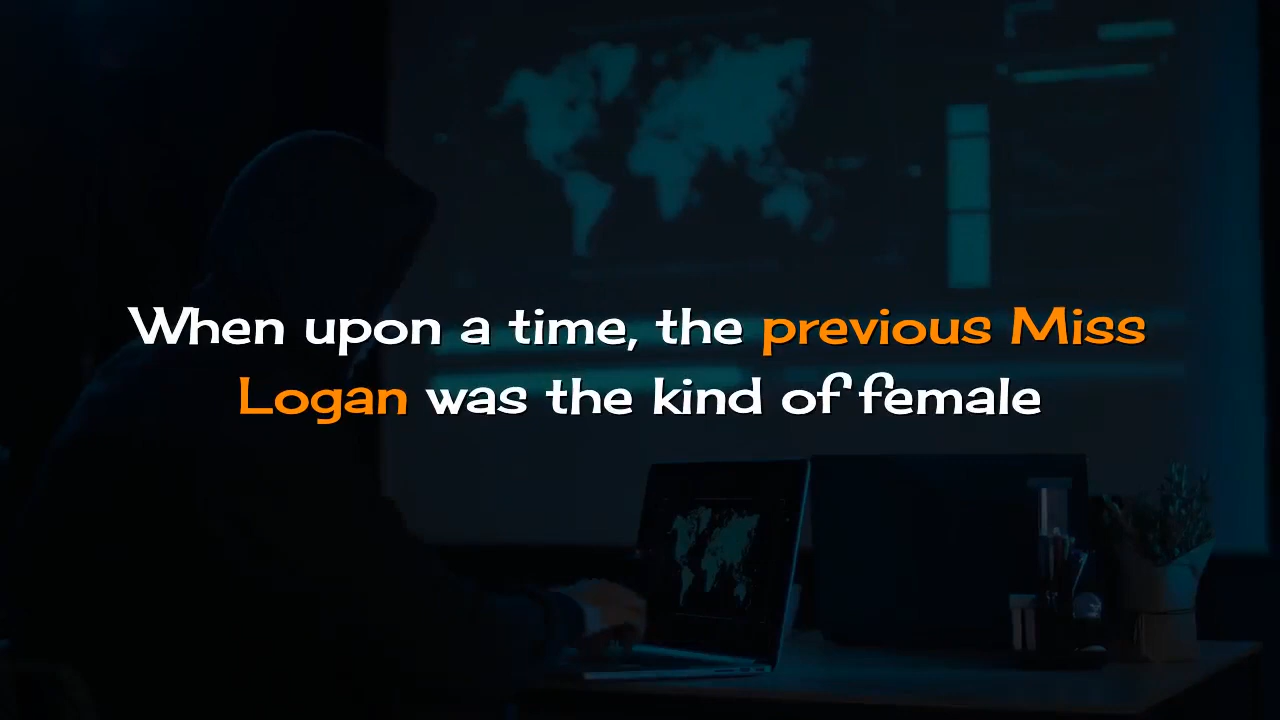 When upon a time, the previous Miss
Logan was the kind of female